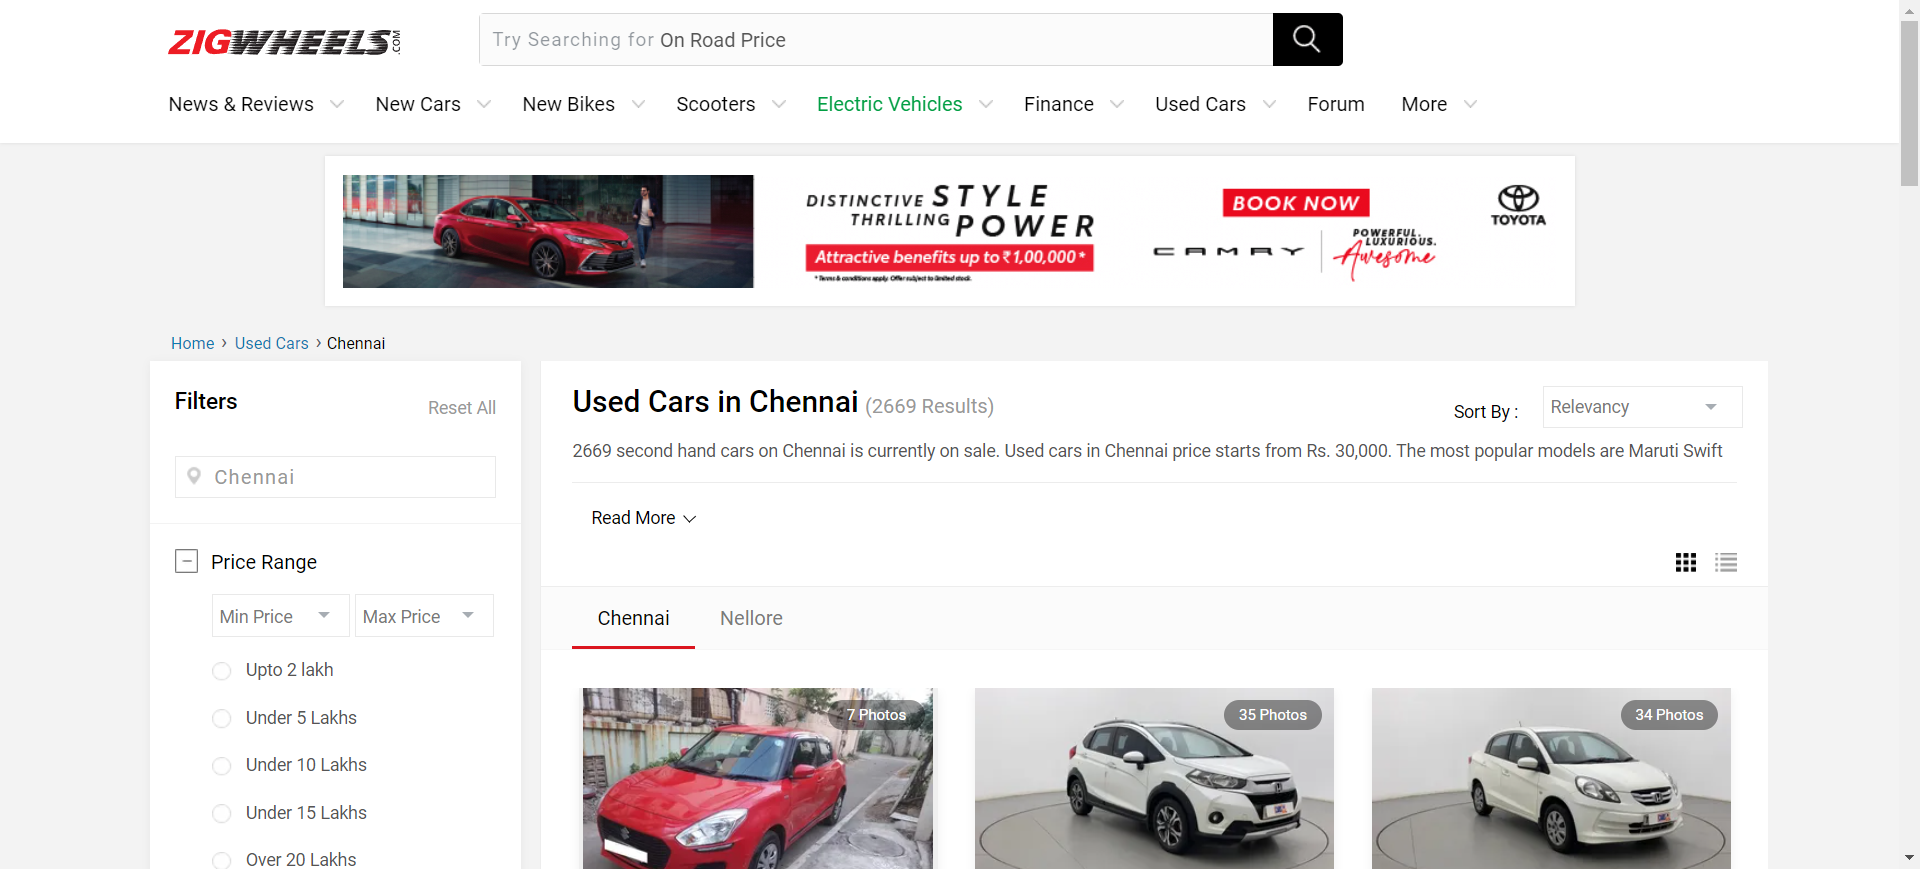 ZIGWHEELS.COM
Try Searching for On Road Price
News & Reviews New Cars New Bikes Scooters Electric Vehicles Finance Used Cars Forum More
DISTINCTIVE STYLE
THRILLING POWER
Attractive benefits up to ₹1,00,000*
*Terms & conditions apply. Offer subject to limited stock.
BOOK NOW
CAMRY
POWERFUL.
LUXURIOUS.
Awesome
TOYOTA
Home › Used Cars › Chennai
Filters
Reset All
Chennai
Price Range
Min Price Max Price
Upto 2 lakh
Under 5 Lakhs
Under 10 Lakhs
Under 15 Lakhs
Over 20 Lakhs
Used Cars in Chennai (2669 Results)
Sort By : Relevancy
2669 second hand cars on Chennai is currently on sale. Used cars in Chennai price starts from Rs. 30,000. The most popular models are Maruti Swift
Read More
Chennai Nellore
7 Photos
35 Photos
34 Photos